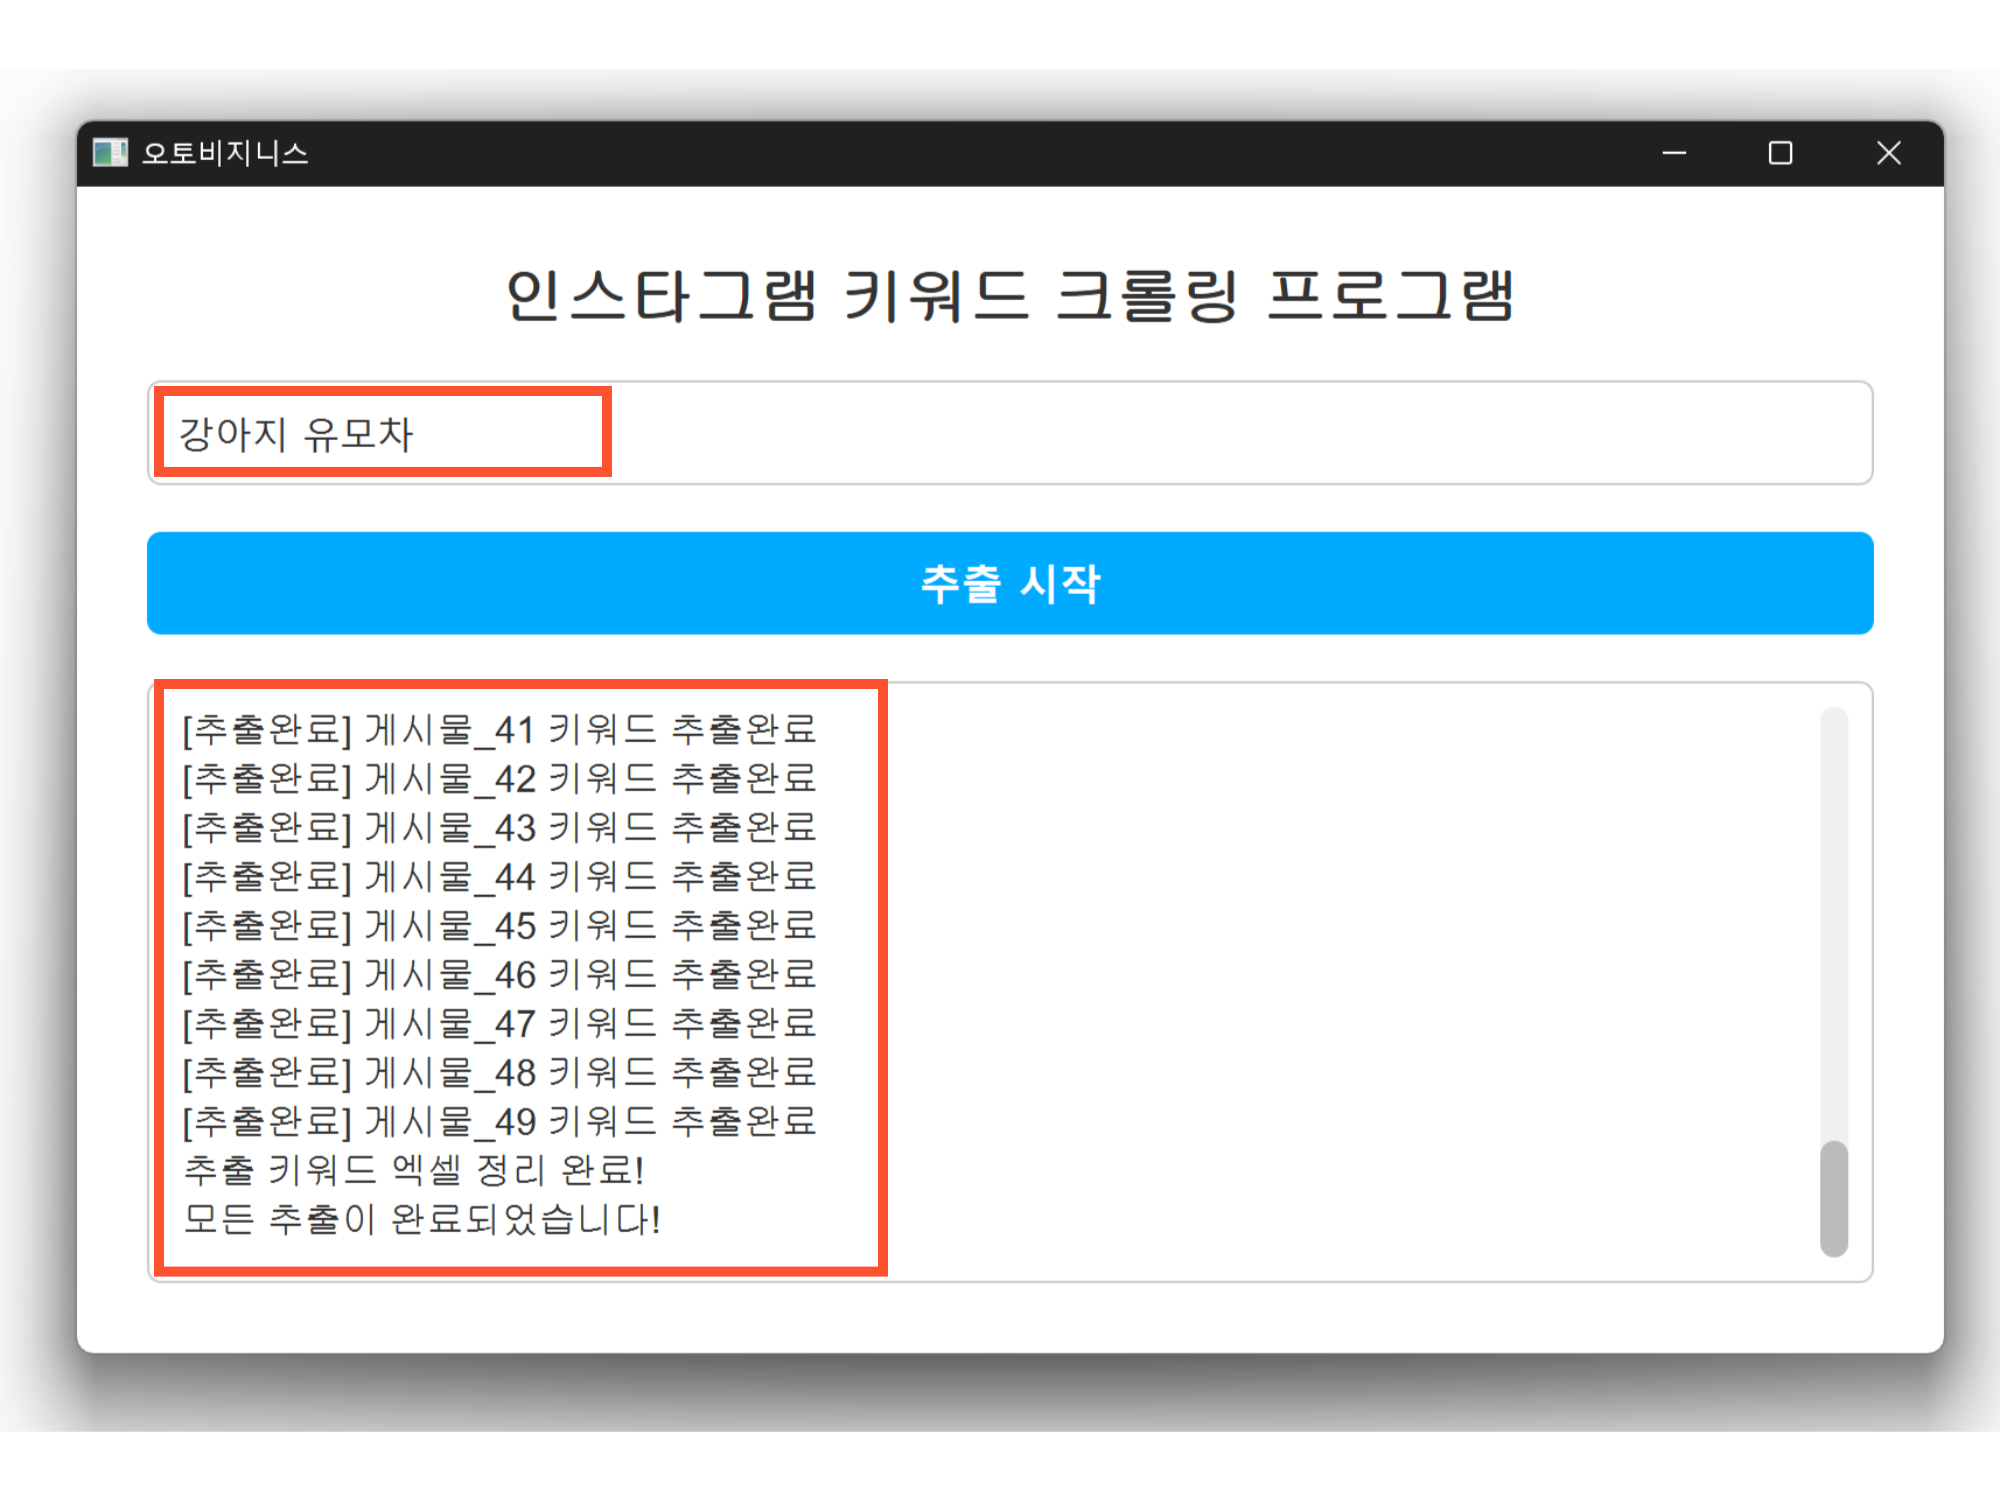 오토비지니스
인스타그램 키워드 크롤링 프로그램
강아지 유모차
추출 시작
[추출완료] 게시물_41 키워드 추출완료
[추출완료] 게시물_42 키워드 추출완료
[추출완료] 게시물_43 키워드 추출완료
[추출완료] 게시물_44 키워드 추출완료
[추출완료] 게시물_45 키워드 추출완료
[추출완료] 게시물_46 키워드 추출완료
[추출완료] 게시물_47 키워드 추출완료
[추출완료] 게시물_48 키워드 추출완료
[추출완료] 게시물_49 키워드 추출완료
추출 키워드 엑셀 정리 완료!
모든 추출이 완료되었습니다!